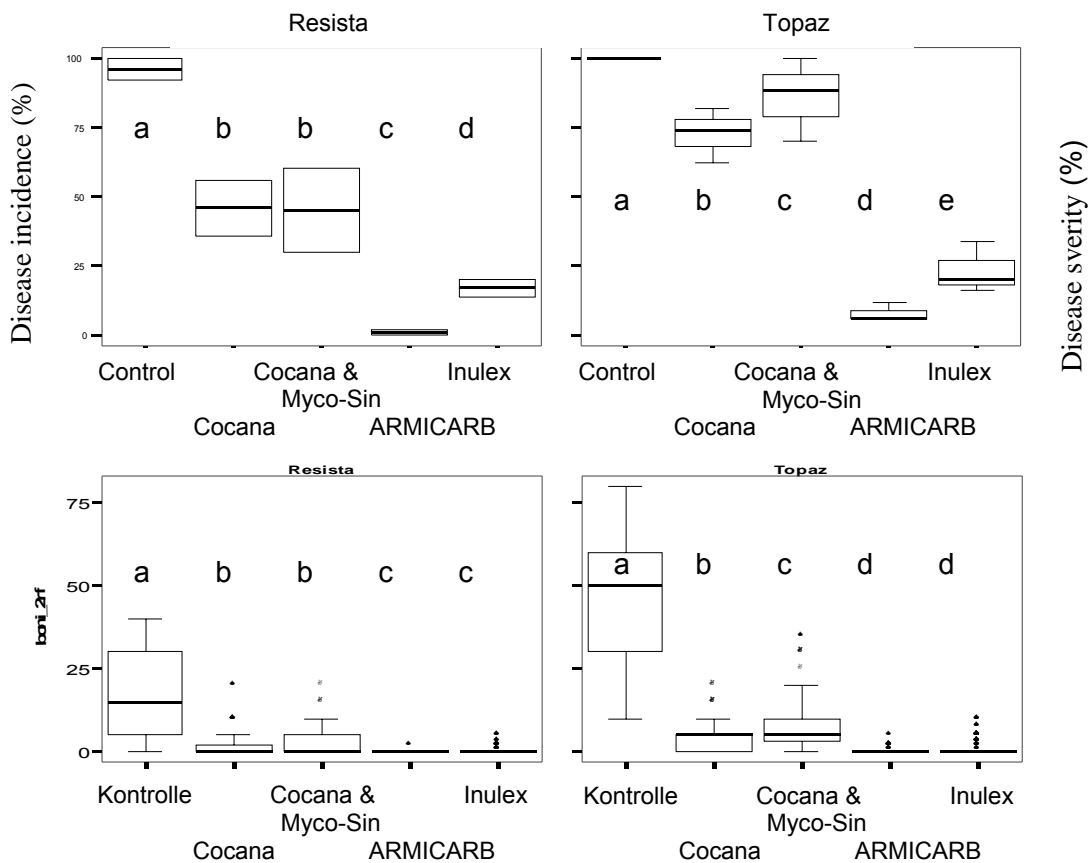 Resista
Topaz
Disease incidence (%)
100
75
50
25
0
a b b c d
a b c d e
Disease sverity (%)
Control Cocana & Inulex
Myco-Sin
Cocana ARMICARB
Control Cocana & Inulex
Myco-Sin
Cocana ARMICARB
Resista
Topaz
boni_2rf
75
50
25
0
a b b c c
a b c d d
Kontrolle Cocana & Inulex
Myco-Sin
Cocana ARMICARB
Kontrolle Cocana & Inulex
Myco-Sin
Cocana ARMICARB